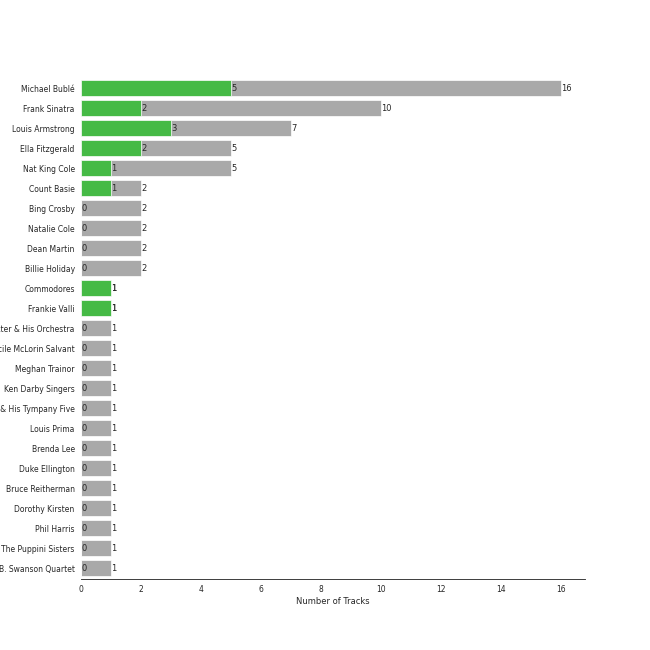 Michael Bublé 5 16
Frank Sinatra 2 10
Louis Armstrong 3 7
Ella Fitzgerald 2 5
Nat King Cole 1 5
Count Basie 1 2
Bing Crosby 0 2
Natalie Cole 0 2
Dean Martin 0 2
Billie Holiday 0 2
Commodores 1
Frankie Valli 1
ter & His Orchestra 0 1
cile McLorin Salvant 0 1
Meghan Trainor 0 1
Ken Darby Singers 0 1
& His Tympany Five 0 1
Louis Prima 0 1
Brenda Lee 0 1
Duke Ellington 0 1
Bruce Reitherman 0 1
Dorothy Kirsten 0 1
Phil Harris 0 1
The Puppini Sisters 0 1
B. Swanson Quartet 0 1
0 2 4 6 8 10 12 14 16
Number of Tracks